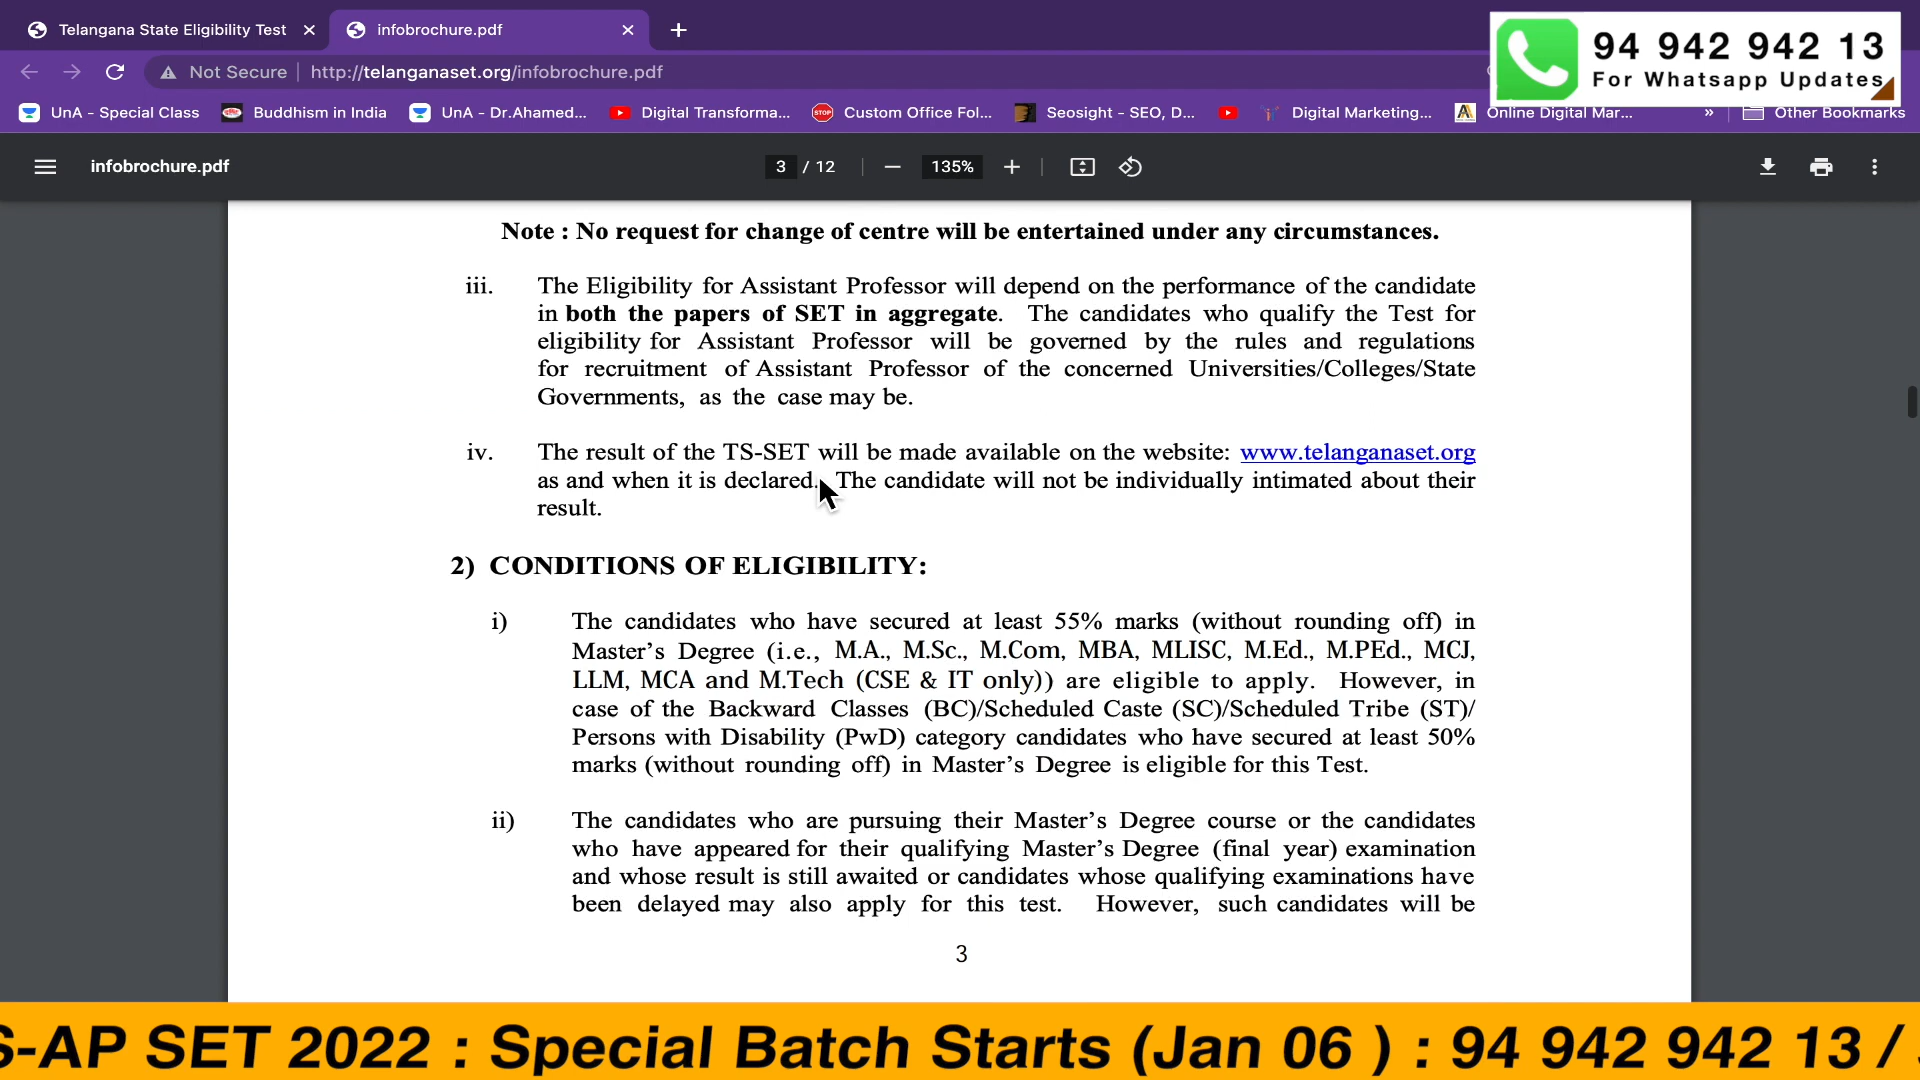 Telangana State Eligibility Test
infobrochure.pdf
94 942 942 13
For Whatsapp Updates
Not Secure
http://telanganaset.org/infobrochure.pdf
UnA - Special Class
Buddhism in India
UnA - Dr.Ahamed...
Digital Transforma...
STOP
Custom Office Fol...
Seosight - SEO, D...
Digital Marketing...
Online Digital Mar...
»
Other Bookmarks
infobrochure.pdf
3 / 12
135%
Note : No request for change of centre will be entertained under any circumstances.
iii. The Eligibility for Assistant Professor will depend on the performance of the candidate
in both the papers of SET in aggregate. The candidates who qualify the Test for
eligibility for Assistant Professor will be governed by the rules and regulations
for recruitment of Assistant Professor of the concerned Universities/Colleges/State
Governments, as the case may be.
iv. The result of the TS-SET will be made available on the website: www.telanganaset.org
as and when it is declared. The candidate will not be individually intimated about their
result.
2) CONDITIONS OF ELIGIBILITY:
i) The candidates who have secured at least 55% marks (without rounding off) in
Master's Degree (i.e., M.A., M.Sc., M.Com, MBA, MLISC, M.Ed., M.PEd., MCJ,
LLM, MCA and M.Tech (CSE & IT only)) are eligible to apply. However, in
case of the Backward Classes (BC)/Scheduled Caste (SC)/Scheduled Tribe (ST)/
Persons with Disability (PwD) category candidates who have secured at least 50%
marks (without rounding off) in Master's Degree is eligible for this Test.
ii) The candidates who are pursuing their Master's Degree course or the candidates
who have appeared for their qualifying Master's Degree (final year) examination
and whose result is still awaited or candidates whose qualifying examinations have
been delayed may also apply for this test. However, such candidates will be
3
S-AP SET 2022 : Special Batch Starts (Jan 06 ) : 94 942 942 13 /